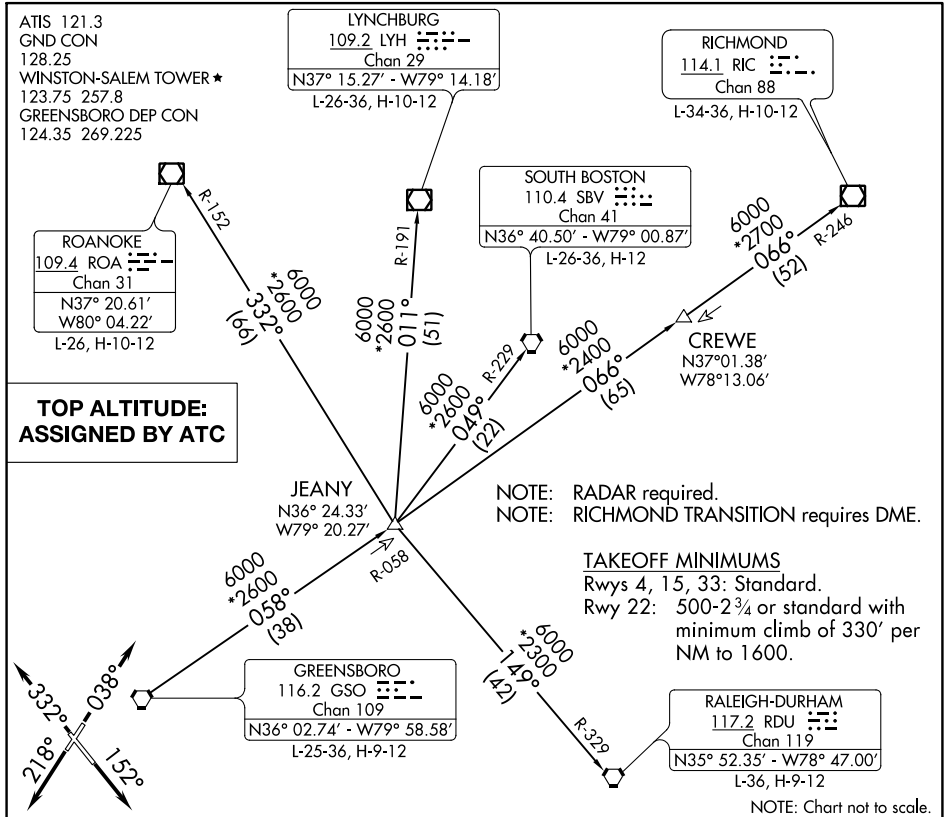 ATIS 121.3
GND CON
128.25
WINSTON-SALEM TOWER ★
123.75 257.8
GREENSBORO DEP CON
124.35 269.225
LYNCHBURG
109.2 LYH
Chan 29
N37° 15.27′ - W79° 14.18′
L-26-36, H-10-12
RICHMOND
114.1 RIC
Chan 88
L-34-36, H-10-12
SOUTH BOSTON
110.4 SBV
Chan 41
N36° 40.50′ - W79° 00.87′
L-26-36, H-12
ROANOKE
109.4 ROA
Chan 31
N37° 20.61′
W80° 04.22′
L-26, H-10-12
R-152
6000
*2600
332°
(66)
R-191
6000
*2600
011°
(51)
R-229
6000
*2600
049°
(22)
R-246
6000
*2700
066°
(52)
CREWE
N37°01.38′
W78°13.06′
6000
*2400
066°
(65)
TOP ALTITUDE:
ASSIGNED BY ATC
JEANY
N36° 24.33′
W79° 20.27′
R-058
6000
*2600
058°
(38)
NOTE: RADAR required.
NOTE: RICHMOND TRANSITION requires DME.
TAKEOFF MINIMUMS
Rwys 4, 15, 33: Standard.
Rwy 22: 500-2¾ or standard with
minimum climb of 330′ per
NM to 1600.
6000
*2300
149°
(42)
R-329
332°
038°
218°
152°
GREENSBORO
116.2 GSO
Chan 109
N36° 02.74′ - W79° 58.58′
L-25-36, H-9-12
RALEIGH-DURHAM
117.2 RDU
Chan 119
N35° 52.35′ - W78° 47.00′
L-36, H-9-12
NOTE: Chart not to scale.